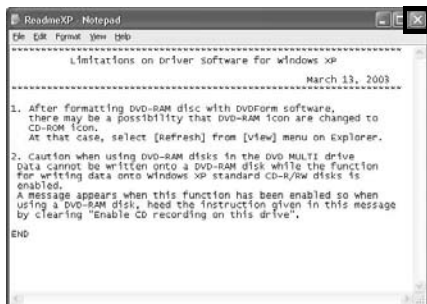 ReadmeXP - Notepad
File Edit Format View Help
Limitations on Driver Software for Windows XP
March 13, 2003
1. After formatting DVD-RAM disc with DVDForm software,
there may be a possibility that DVD-RAM icon are changed to
CD-ROM icon.
At that case, select [Refresh] from [View] menu on Explorer.
2. Caution when using DVD-RAM disks in the DVD MULTI drive
Data cannot be written onto a DVD-RAM disk while the function
for writing data onto Windows XP standard CD-R/RW disks is
enabled.
A message appears when this function has been enabled so when
using a DVD-RAM disk, heed the instruction given in this message
by clearing "Enable CD recording on this drive".
END